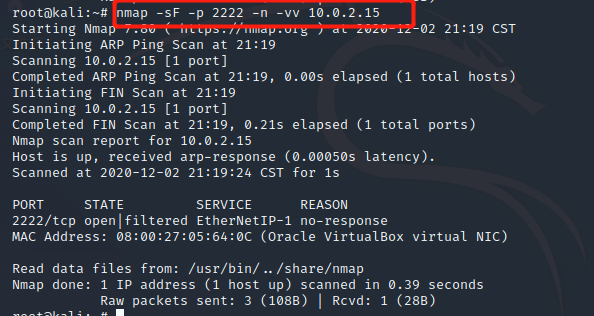 root@kali:~# nmap -sF -p 2222 -n -vv 10.0.2.15
Starting Nmap 7.80 ( https://nmap.org ) at 2020-12-02 21:19 CST
Initiating ARP Ping Scan at 21:19
Scanning 10.0.2.15 [1 port]
Completed ARP Ping Scan at 21:19, 0.00s elapsed (1 total hosts)
Initiating FIN Scan at 21:19
Scanning 10.0.2.15 [1 port]
Completed FIN Scan at 21:19, 0.21s elapsed (1 total ports)
Nmap scan report for 10.0.2.15
Host is up, received arp-response (0.00050s latency).
Scanned at 2020-12-02 21:19:24 CST for 1s
PORT STATE SERVICE REASON
2222/tcp open|filtered EtherNetIP-1 no-response
MAC Address: 08:00:27:05:64:0C (Oracle VirtualBox virtual NIC)
Read data files from: /usr/bin/../share/nmap
Nmap done: 1 IP address (1 host up) scanned in 0.39 seconds
Raw packets sent: 3 (108B) | Rcvd: 1 (28B)
root@kali:~#